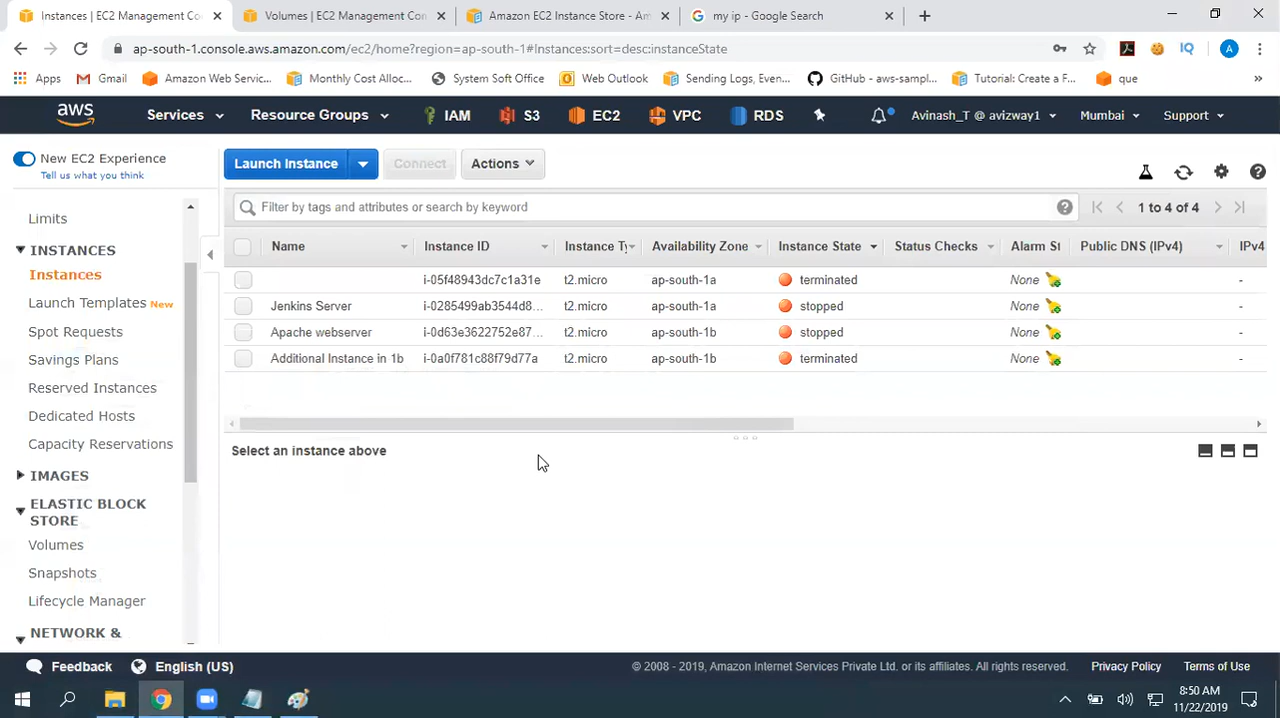 Instances | EC2 Management Co
Volumes | EC2 Management Con
Amazon EC2 Instance Store - Am
my ip - Google Search
ap-south-1.console.aws.amazon.com/ec2/home?region=ap-south-1#Instances:sort=desc:instanceState
Apps
Gmail
Amazon Web Servic...
Monthly Cost Alloc...
System Soft Office
Web Outlook
Sending Logs, Even...
GitHub - aws-sampl...
Tutorial: Create a F...
que
aws
Services
Resource Groups
IAM
S3
EC2
VPC
RDS
Avinash_T @ avizway1
Mumbai
Support
New EC2 Experience
Tell us what you think
Limits
INSTANCES
Instances
Launch Templates New
Spot Requests
Savings Plans
Reserved Instances
Dedicated Hosts
Capacity Reservations
IMAGES
ELASTIC BLOCK
STORE
Volumes
Snapshots
Lifecycle Manager
NETWORK &
Launch Instance
Connect
Actions
Filter by tags and attributes or search by keyword
1 to 4 of 4
Name Instance ID Instance Ty Availability Zone Instance State Status Checks Alarm St Public DNS (IPv4) IPv4
i-05f48943dc7c1a31e t2.micro ap-south-1a terminated None -
Jenkins Server i-0285499ab3544d8... t2.micro ap-south-1a stopped None -
Apache webserver i-0d63e3622752e87... t2.micro ap-south-1b stopped None -
Additional Instance in 1b i-0a0f781c88f79d77a t2.micro ap-south-1b terminated None -
Select an instance above
Feedback
English (US)
© 2008 - 2019, Amazon Internet Services Private Ltd. or its affiliates. All rights reserved.
Privacy Policy
Terms of Use
8:50 AM
11/22/2019